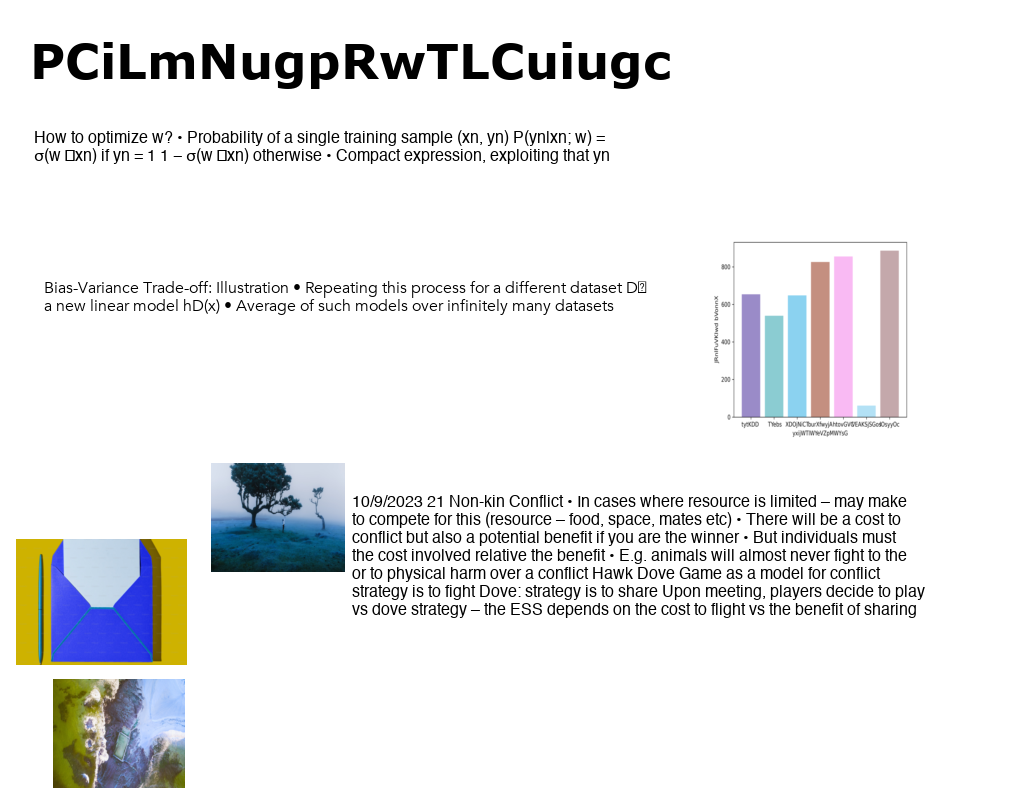 PCiLmNugpRwTLCuiugc
How to optimize w? • Probability of a single training sample (xn, yn) P(yn|xn; w) =
σ(w □xn) if yn = 1 1 – σ(w □xn) otherwise • Compact expression, exploiting that yn
Bias-Variance Trade-off: Illustration • Repeating this process for a different dataset D
a new linear model hD(x) • Average of such models over infinitely many datasets
800
600
400
200
0
tytKDD TYebs
10/9/2023 21 Non-kin Conflict • In cases where resource is limited – may make
to compete for this (resource – food, space, mates etc) • There will be a cost to
conflict but also a potential benefit if you are the winner • But individuals must
the cost involved relative the benefit • E.g. animals will almost never fight to the
or to physical harm over a conflict Hawk Dove Game as a model for conflict
strategy is to fight Dove: strategy is to share Upon meeting, players decide to play
vs dove strategy – the ESS depends on the cost to flight vs the benefit of sharing